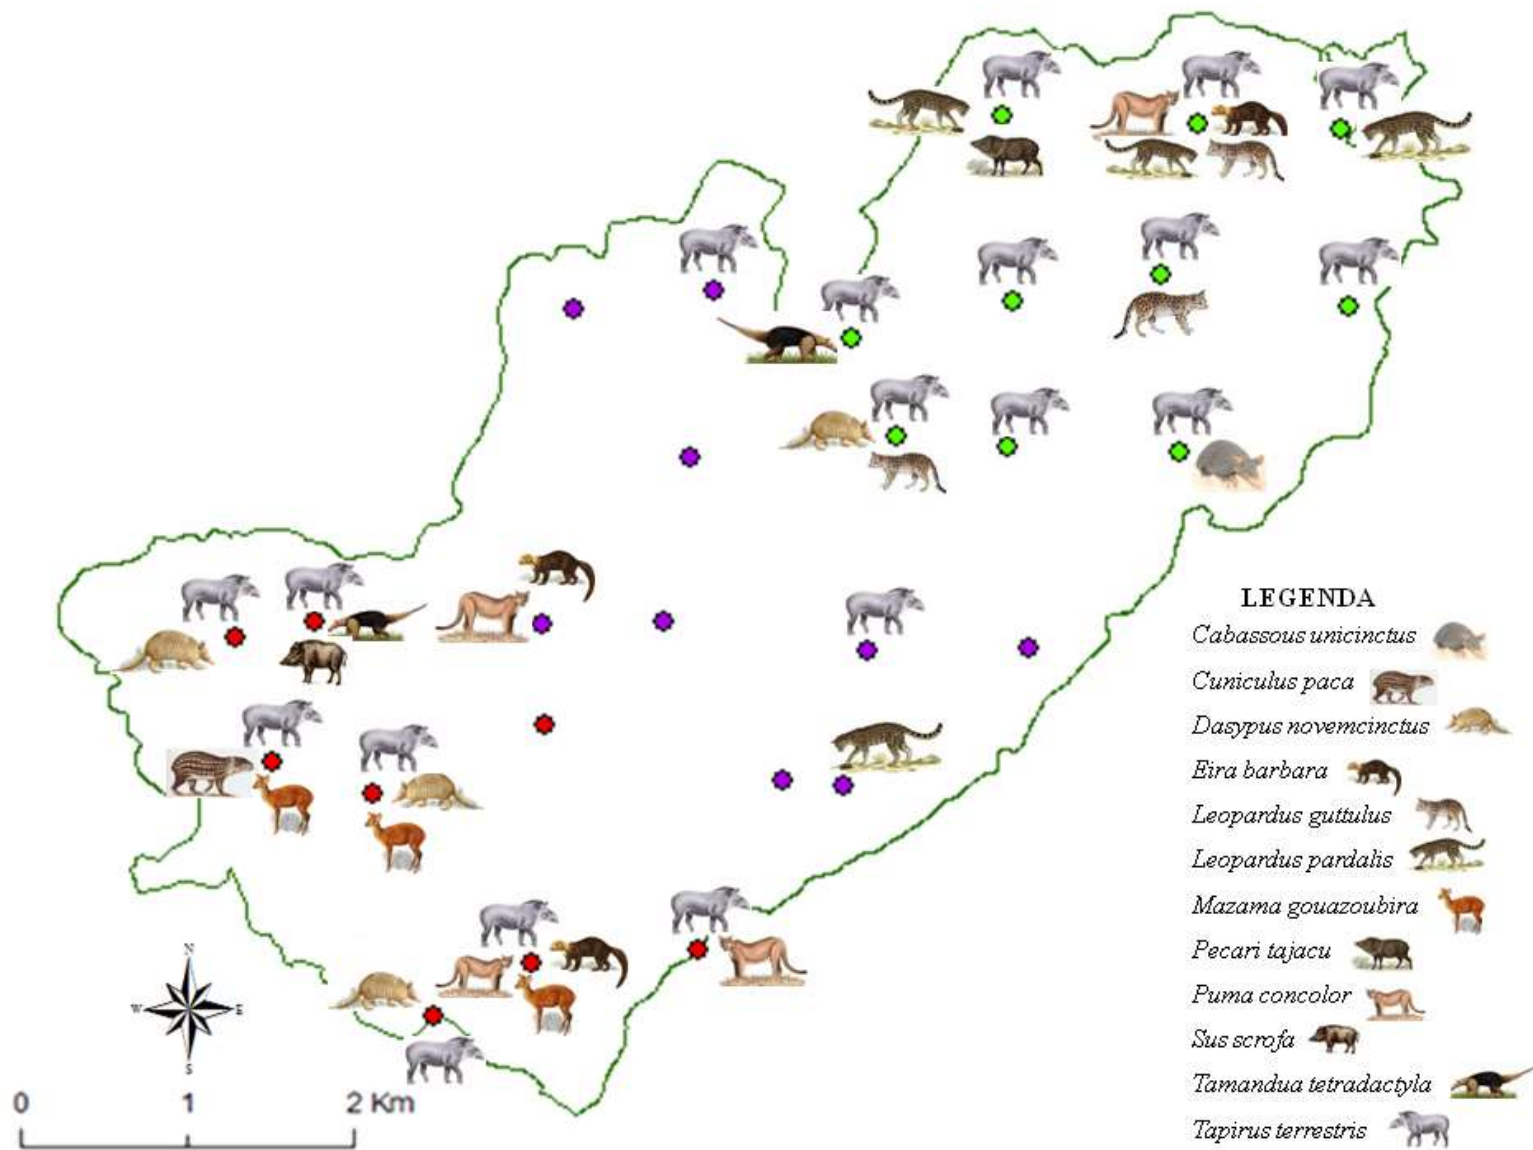 LEGENDA
Cabassous unicinctus
Cuniculus paca
Dasypus novemcinctus
Eira barbara
Leopardus guttulus
Leopardus pardalis
Mazama gouazoubira
Pecari tajacu
Puma concolor
Sus scrofa
Tamandua tetradactyla
Tapirus terrestris
N
W E
S
0 1 2 Km